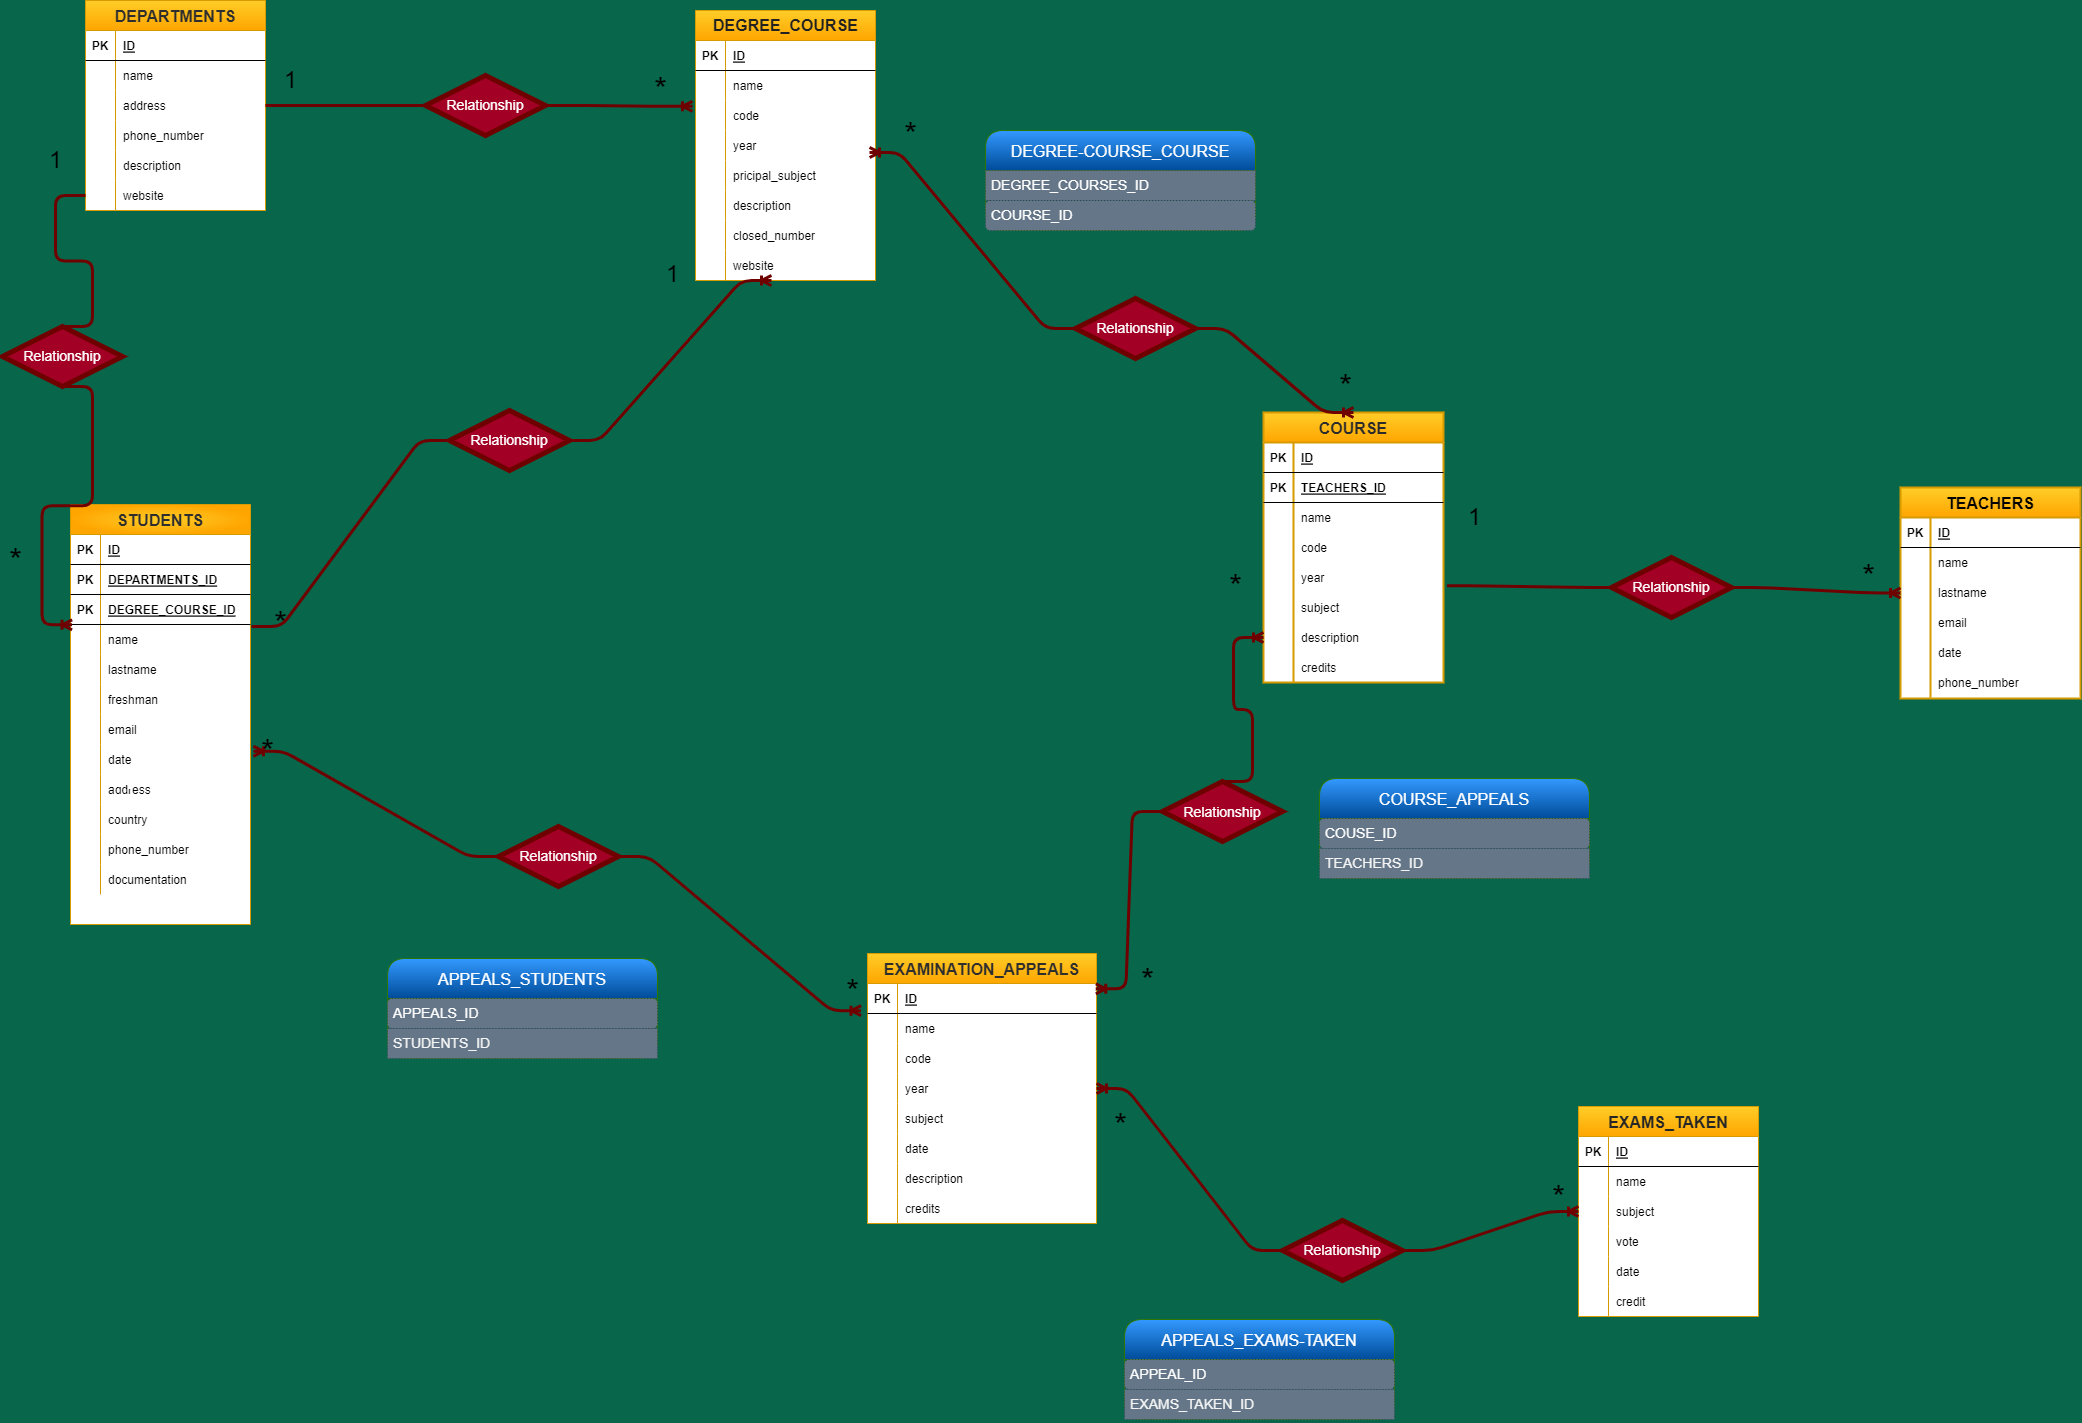 DEPARTMENTS
PK ID
name
address
phone_number
description
website
1
1
Relationship
*
DEGREE_COURSE
PK ID
name
code
year
pricipal_subject
description
closed_number
website
*
1
DEGREE-COURSE_COURSE
DEGREE_COURSES_ID
COURSE_ID
Relationship
Relationship
Relationship
*
COURSE
PK ID
PK TEACHERS_ID
name
code
year
subject
description
credits
1
*
Relationship
*
TEACHERS
PK ID
name
lastname
email
date
phone_number
*
STUDENTS
PK ID
PK DEPARTMENTS_ID
PK DEGREE_COURSE_ID
name
lastname
freshman
email
date
address
country
phone_number
documentation
*
*
Relationship
Relationship
COURSE_APPEALS
COUSE_ID
TEACHERS_ID
APPEALS_STUDENTS
APPEALS_ID
STUDENTS_ID
*
EXAMINATION_APPEALS
PK ID
name
code
year
subject
date
description
credits
*
*
Relationship
*
EXAMS_TAKEN
PK ID
name
subject
vote
date
credit
APPEALS_EXAMS-TAKEN
APPEAL_ID
EXAMS_TAKEN_ID